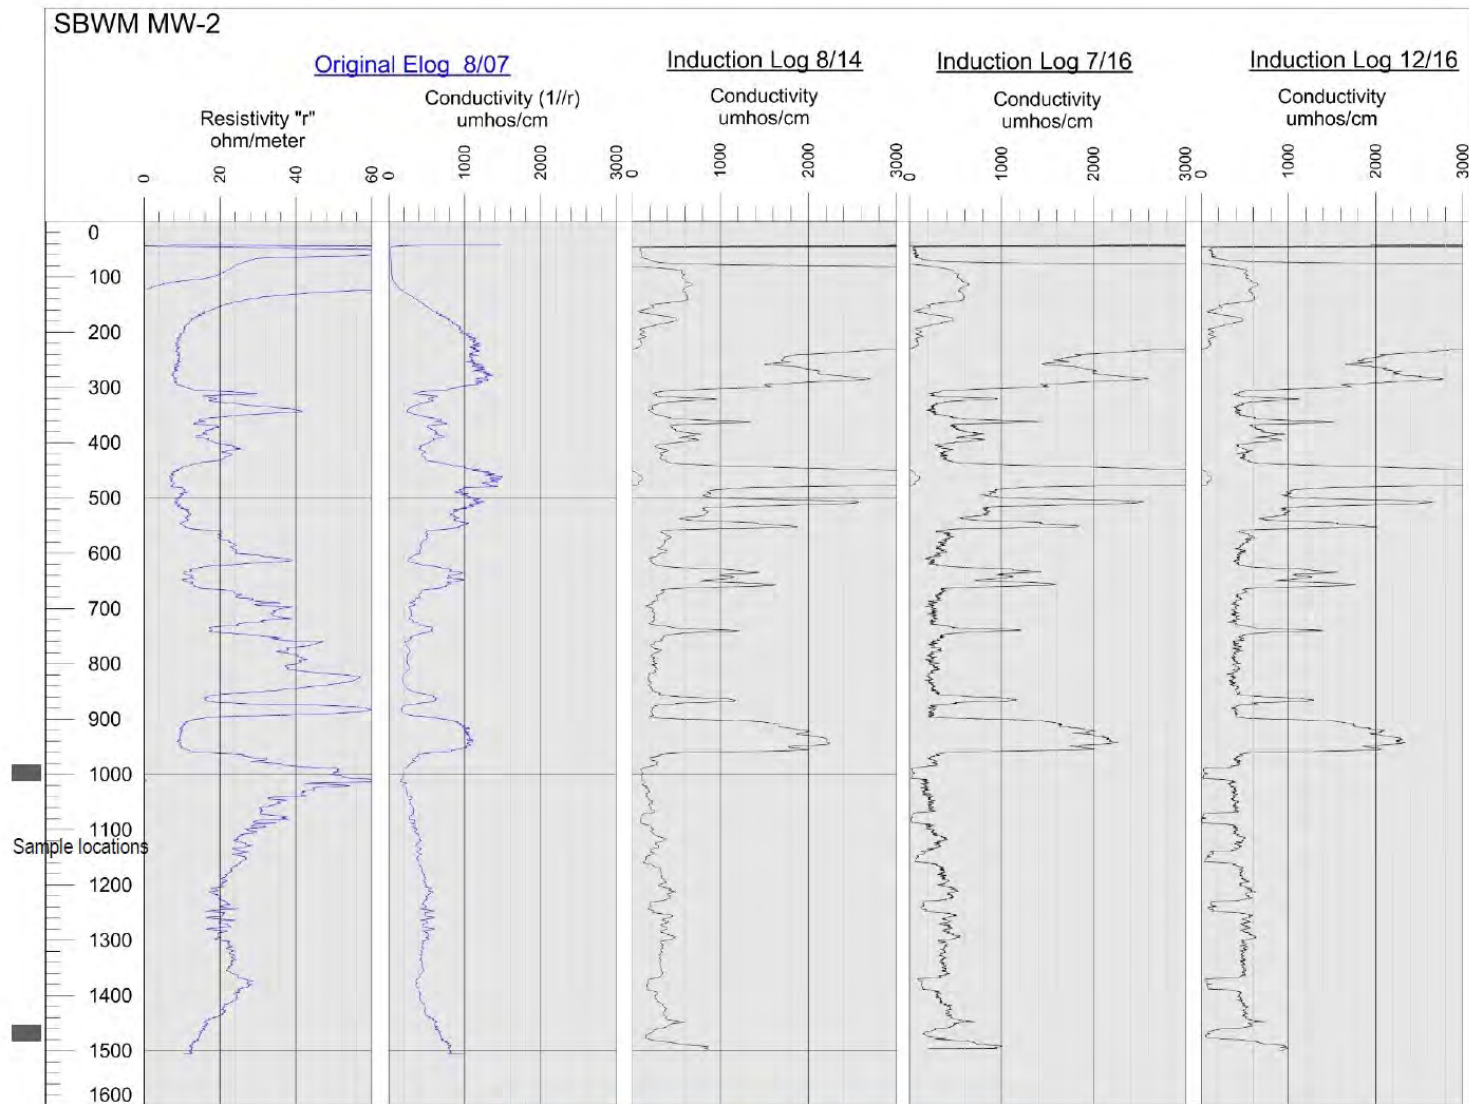 SBWM MW-2
Original Elog 8/07
Induction Log 8/14
Induction Log 7/16
Induction Log 12/16
Resistivity "r"
ohm/meter
Conductivity (1//r)
umhos/cm
Conductivity
umhos/cm
Conductivity
umhos/cm
Conductivity
umhos/cm
0 20 40 60
0 1000 2000 3000
0 1000 2000 3000
0 1000 2000 3000
0 1000 2000 3000
0
100
200
300
400
500
600
700
800
900
1000
1100
Sample locations
1200
1300
1400
1500
1600